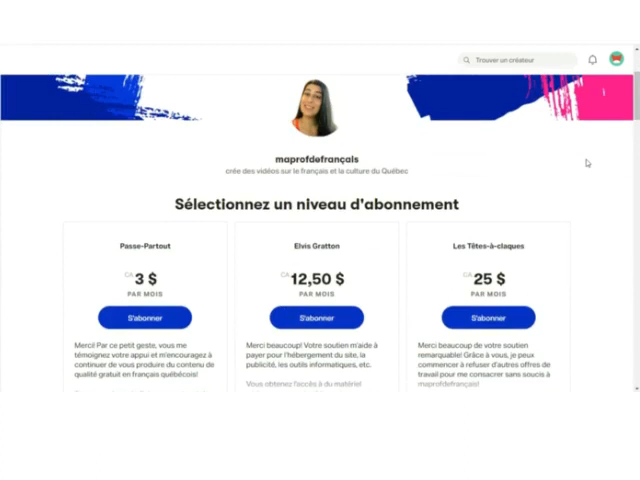 Trouver un créateur
maprofdefrançais
crée des vidéos sur le français et la culture du Québec
Sélectionnez un niveau d'abonnement
Passe-Partout
CA 3 $
PAR MOIS
S'abonner
Merci! Par ce petit geste, vous me
témoignez votre appui et m'encouragez à
continuer de vous produire du contenu de
qualité gratuit en français québécois!
Elvis Gratton
CA 12,50 $
PAR MOIS
S'abonner
Merci beaucoup! Votre soutien m'aide à
payer pour l'hébergement du site, la
publicité, les outils informatiques, etc.
Vous obtenez l'accès à du matériel
Les Têtes-à-claques
CA 25 $
PAR MOIS
S'abonner
Merci beaucoup de votre soutien
remarquable! Grâce à vous, je peux
commencer à refuser d'autres offres de
travail pour me consacrer sans soucis à
maprofdefrançais!